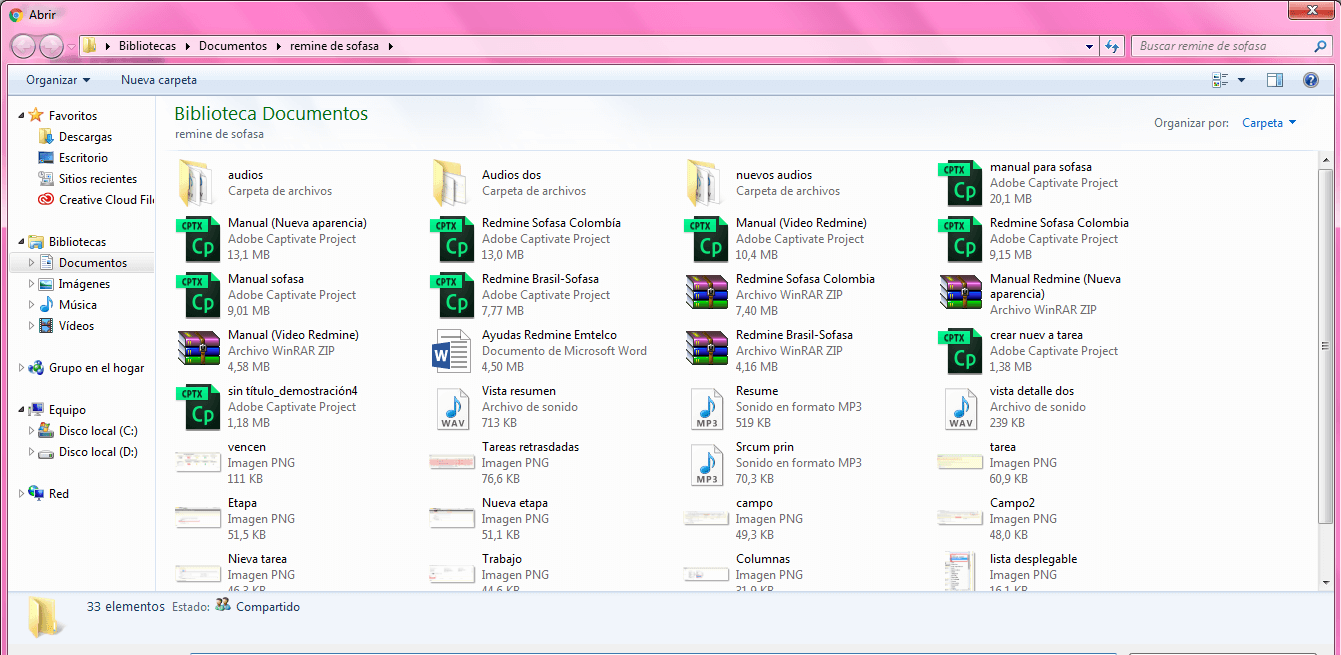 Abrir
Bibliotecas Documentos remine de sofasa
Buscar remine de sofasa
Organizar Nueva carpeta
Favoritos
Descargas
Escritorio
Sitios recientes
Creative Cloud File
Bibliotecas
Documentos
Imágenes
Música
Vídeos
Grupo en el hogar
Equipo
Disco local (C:)
Disco local (D:)
Red
Biblioteca Documentos
remine de sofasa
Organizar por: Carpeta
audios
Carpeta de archivos
Audios dos
Carpeta de archivos
nuevos audios
Carpeta de archivos
CPTX
Cp
manual para sofasa
Adobe Captivate Project
20,1 MB
CPTX
Cp
Manual (Nueva aparencia)
Adobe Captivate Project
13,1 MB
CPTX
Cp
Redmine Sofasa Colombía
Adobe Captivate Project
13,0 MB
CPTX
Cp
Manual (Video Redmine)
Adobe Captivate Project
10,4 MB
CPTX
Cp
Redmine Sofasa Colombia
Adobe Captivate Project
9,15 MB
CPTX
Cp
Manual sofasa
Adobe Captivate Project
9,01 MB
CPTX
Cp
Redmine Brasil-Sofasa
Adobe Captivate Project
7,77 MB
Redmine Sofasa Colombia
Archivo WinRAR ZIP
7,40 MB
Manual Redmine (Nueva
aparencia)
Archivo WinRAR ZIP
Manual (Video Redmine)
Archivo WinRAR ZIP
4,58 MB
W
Ayudas Redmine Emtelco
Documento de Microsoft Word
4,50 MB
Redmine Brasil-Sofasa
Archivo WinRAR ZIP
4,16 MB
CPTX
Cp
crear nuev a tarea
Adobe Captivate Project
1,38 MB
CPTX
Cp
sin título_demostración4
Adobe Captivate Project
1,18 MB
WAV
Vista resumen
Archivo de sonido
713 KB
MP3
Resume
Sonido en formato MP3
519 KB
WAV
vista detalle dos
Archivo de sonido
239 KB
vencen
Imagen PNG
111 KB
Tareas retrasdadas
Imagen PNG
76,6 KB
MP3
Srcum prin
Sonido en formato MP3
70,3 KB
tarea
Imagen PNG
60,9 KB
Etapa
Imagen PNG
51,5 KB
Nueva etapa
Imagen PNG
51,1 KB
campo
Imagen PNG
49,3 KB
Campo2
Imagen PNG
48,0 KB
Nieva tarea
Imagen PNG
46,3 KB
Trabajo
Imagen PNG
44,6 KB
Columnas
Imagen PNG
31,9 KB
lista desplegable
Imagen PNG
16,1 KB
33 elementos Estado: Compartido